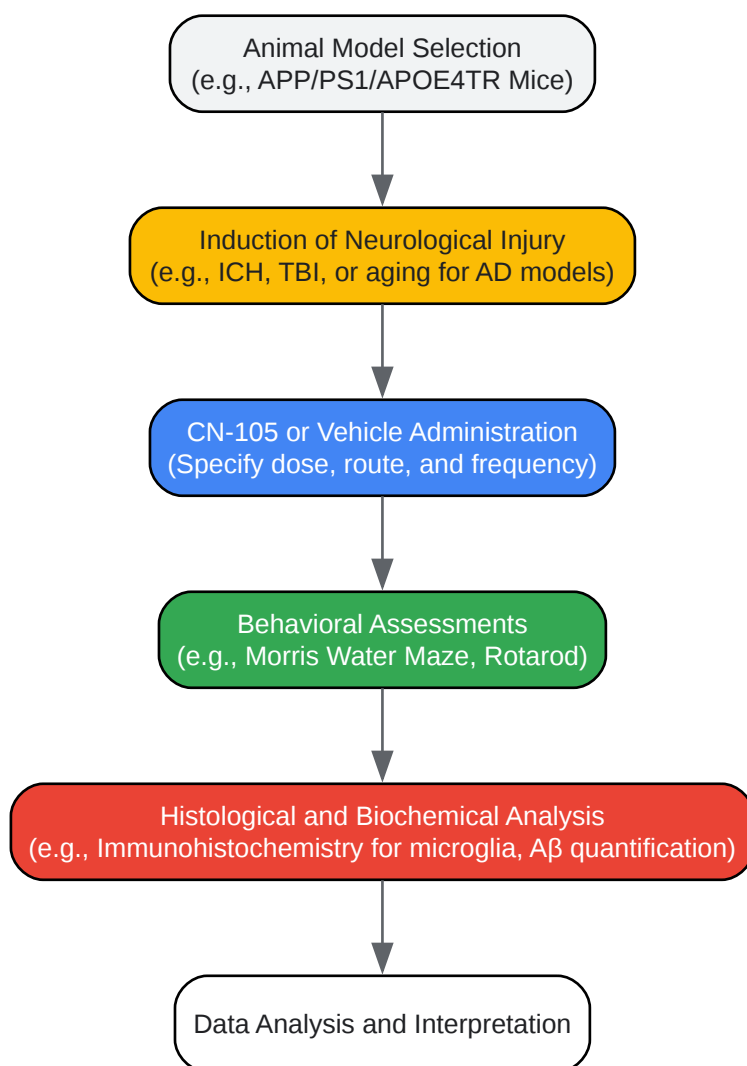 Animal Model Selection
(e.g., APP/PS1/APOE4TR Mice)
Induction of Neurological Injury
(e.g., ICH, TBI, or aging for AD models)
CN-105 or Vehicle Administration
(Specify dose, route, and frequency)
Behavioral Assessments
(e.g., Morris Water Maze, Rotarod)
Histological and Biochemical Analysis
(e.g., Immunohistochemistry for microglia, Aβ quantification)
Data Analysis and Interpretation